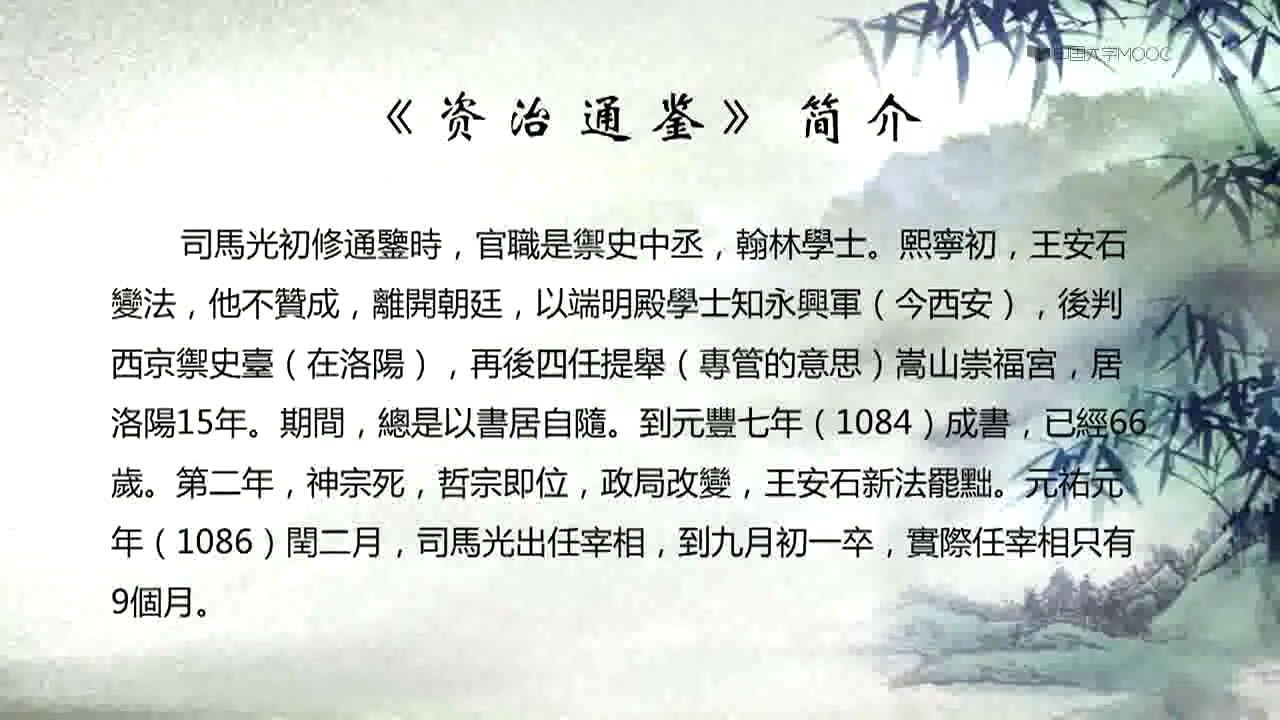 中国大学MOOC
《资治通鉴》简介
司馬光初修通鑒時，官職是禦史中丞，翰林學士。熙寧初，王安石
變法，他不贊成，離開朝廷，以端明殿學士知永興軍（今西安），後判
西京禦史臺（在洛陽），再後四任提舉（專管的意思）嵩山崇福宮，居
洛陽15年。期間，總是以書居自隨。到元豐七年（1084）成書，已經66
歲。第二年，神宗死，哲宗即位，政局改變，王安石新法罷黜。元祐元
年（1086）閏二月，司馬光出任宰相，到九月初一卒，實際任宰相只有
9個月。